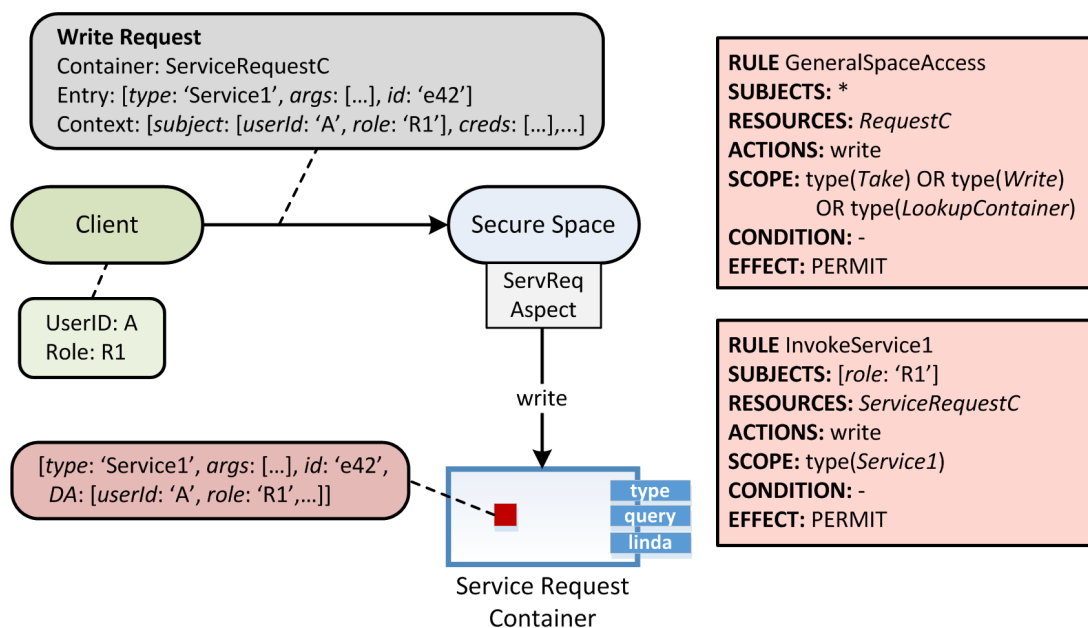 Write Request
Container: ServiceRequestC
Entry: [type: ‘Service1’, args: […], id: ‘e42’]
Context: [subject: [userId: ‘A’, role: ‘R1’], creds: […],...]
Client
Secure Space
ServReq
Aspect
UserID: A
Role: R1
write
[type: ‘Service1’, args: […], id: ‘e42’,
DA: [userId: ‘A’, role: ‘R1’,…]]
type
query
linda
Service Request
Container
RULE GeneralSpaceAccess
SUBJECTS: *
RESOURCES: RequestC
ACTIONS: write
SCOPE: type(Take) OR type(Write)
OR type(LookupContainer)
CONDITION: -
EFFECT: PERMIT
RULE InvokeService1
SUBJECTS: [role: ‘R1’]
RESOURCES: ServiceRequestC
ACTIONS: write
SCOPE: type(Service1)
CONDITION: -
EFFECT: PERMIT